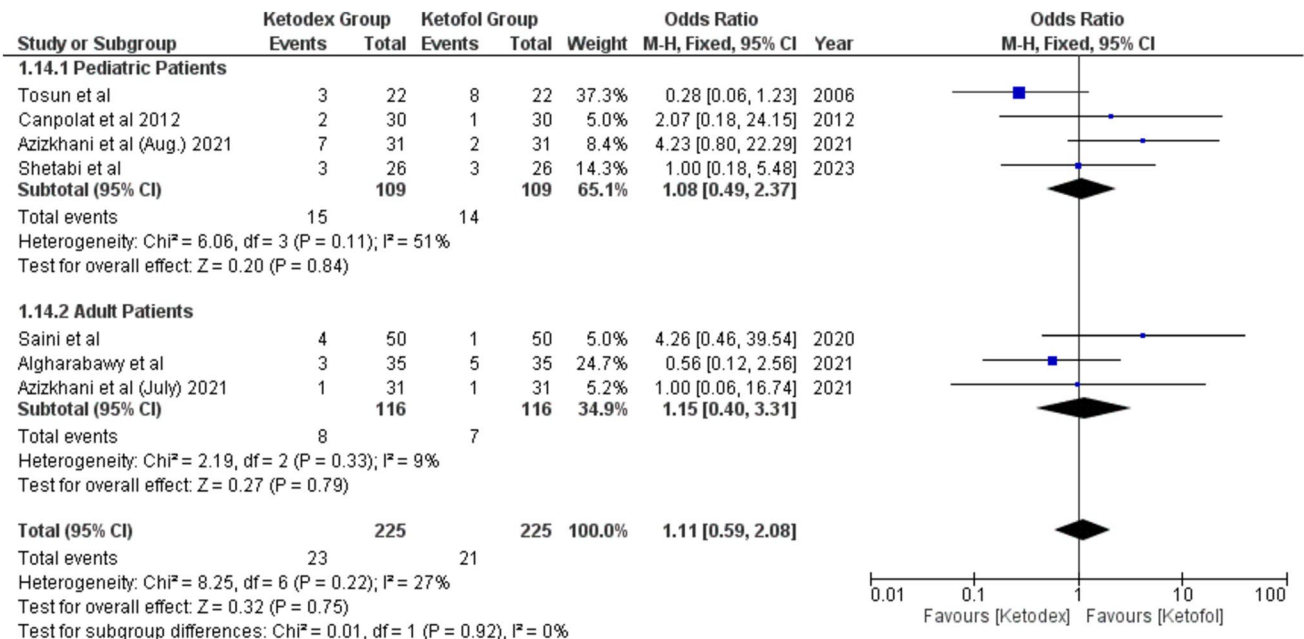 Ketodex Group Ketofol Group Odds Ratio Odds Ratio
Study or Subgroup Events Total Events Total Weight M-H, Fixed, 95% CI Year M-H, Fixed, 95% CI
1.14.1 Pediatric Patients
Tosun et al 3 22 8 22 37.3% 0.28 [0.06, 1.23] 2006
Canpolat et al 2012 2 30 1 30 5.0% 2.07 [0.18, 24.15] 2012
Azizkhani et al (Aug.) 2021 7 31 2 31 8.4% 4.23 [0.80, 22.29] 2021
Shetabi et al 3 26 3 26 14.3% 1.00 [0.18, 5.48] 2023
Subtotal (95% CI) 109 109 65.1% 1.08 [0.49, 2.37]
Total events 15 14
Heterogeneity: Chi² = 6.06, df = 3 (P = 0.11); I² = 51%
Test for overall effect: Z = 0.20 (P = 0.84)
1.14.2 Adult Patients
Saini et al 4 50 1 50 5.0% 4.26 [0.46, 39.54] 2020
Algharabawy et al 3 35 5 35 24.7% 0.56 [0.12, 2.56] 2021
Azizkhani et al (July) 2021 1 31 1 31 5.2% 1.00 [0.06, 16.74] 2021
Subtotal (95% CI) 116 116 34.9% 1.15 [0.40, 3.31]
Total events 8 7
Heterogeneity: Chi² = 2.19, df = 2 (P = 0.33); I² = 9%
Test for overall effect: Z = 0.27 (P = 0.79)
Total (95% CI) 225 225 100.0% 1.11 [0.59, 2.08]
Total events 23 21
Heterogeneity: Chi² = 8.25, df = 6 (P = 0.22); I² = 27%
Test for overall effect: Z = 0.32 (P = 0.75)
Test for subgroup differences: Chi² = 0.01, df = 1 (P = 0.92), I² = 0%
0.01 0.1 1 10 100
Favours [Ketodex] Favours [Ketofol]